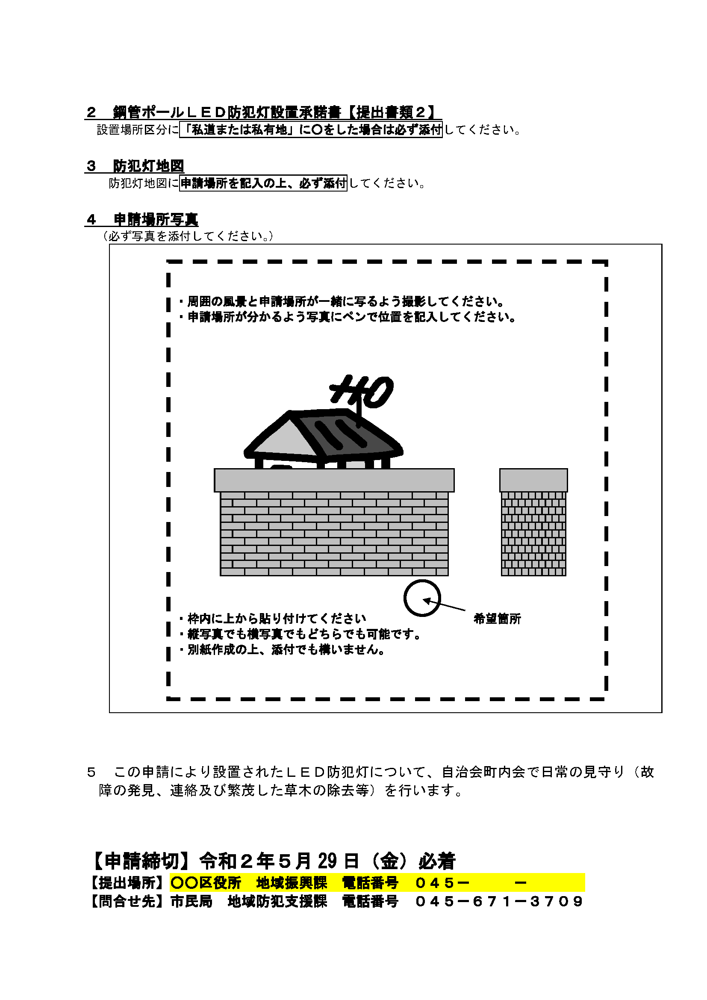 ２　鋼管ポールＬＥＤ防犯灯設置承諾書【提出書類２】
設置場所区分に「私道または私有地」に〇をした場合は必ず添付してください。
３　防犯灯地図
防犯灯地図に申請場所を記入の上、必ず添付してください。
４　申請場所写真
（必ず写真を添付してください。）
・周囲の風景と申請場所が一緒に写るよう撮影してください。
・申請場所が分かるよう写真にペンで位置を記入してください。
・枠内に上から貼り付けてください
希望箇所
・縦写真でも横写真でもどちらでも可能です。
・別紙作成の上、添付でも構いません。
５　この申請により設置されたＬＥＤ防犯灯について、自治会町内会で日常の見守り（故
障の発見、連絡及び繁茂した草木の除去等）を行います。
【申請締切】令和２年５月29日（金）必着
【提出場所】〇〇区役所　地域振興課　電話番号　０４５－　　　－
【問合せ先】市民局　地域防犯支援課　電話番号　０４５－６７１－３７０９